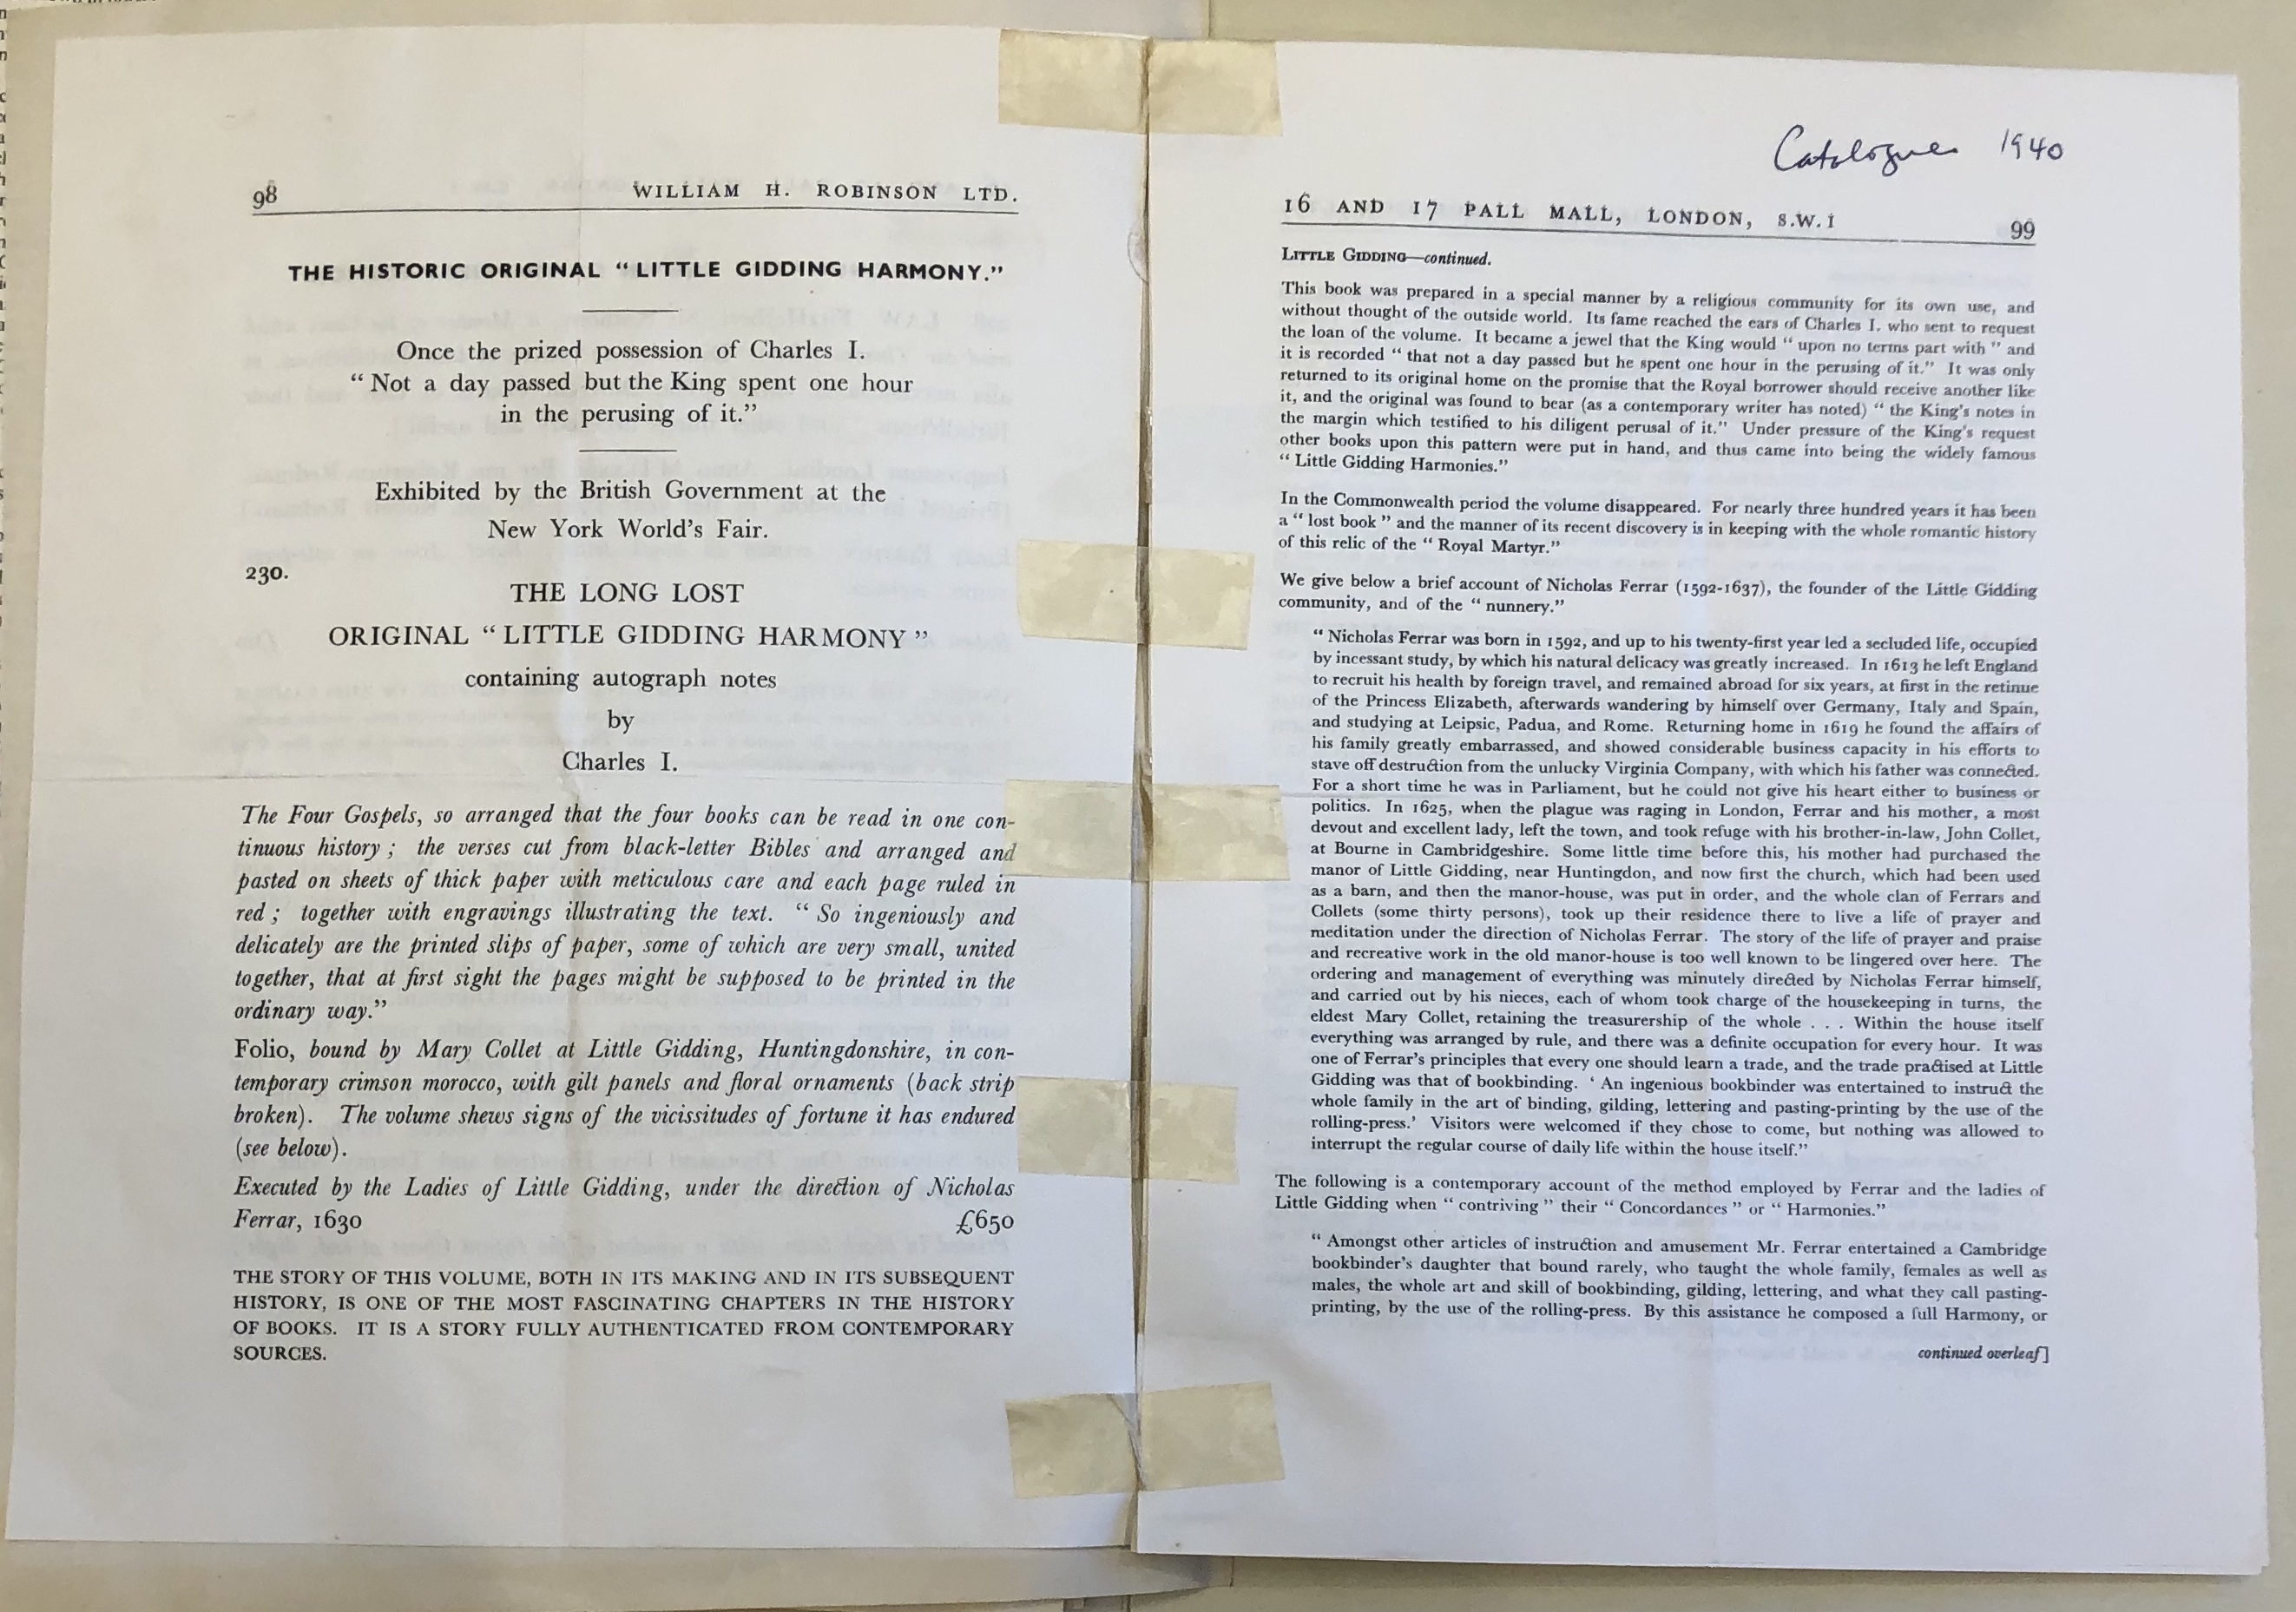 98 WILLIAM H. ROBINSON LTD.
THE HISTORIC ORIGINAL “LITTLE GIDDING HARMONY.”
Once the prized possession of Charles I.
“ Not a day passed but the King spent one hour
in the perusing of it.”
Exhibited by the British Government at the
New York World's Fair.
230.
THE LONG LOST
ORIGINAL “ LITTLE GIDDING HARMONY ”
containing autograph notes
by
Charles I.
The Four Gospels, so arranged that the four books can be read in one con-
tinuous history ; the verses cut from black-letter Bibles and arranged and
pasted on sheets of thick paper with meticulous care and each page ruled in
red ; together with engravings illustrating the text. “ So ingeniously and
delicately are the printed slips of paper, some of which are very small, united
together, that at first sight the pages might be supposed to be printed in the
ordinary way.”
Folio, bound by Mary Collet at Little Gidding, Huntingdonshire, in con-
temporary crimson morocco, with gilt panels and floral ornaments (back strip
broken). The volume shews signs of the vicissitudes of fortune it has endured
(see below).
Executed by the Ladies of Little Gidding, under the direction of Nicholas
Ferrar, 1630 £650
THE STORY OF THIS VOLUME, BOTH IN ITS MAKING AND IN ITS SUBSEQUENT
HISTORY, IS ONE OF THE MOST FASCINATING CHAPTERS IN THE HISTORY
OF BOOKS. IT IS A STORY FULLY AUTHENTICATED FROM CONTEMPORARY
SOURCES.
Catalogue 1940
16 AND 17 PALL MALL, LONDON, S.W.1 99
LITTLE GIDDING—continued.
This book was prepared in a special manner by a religious community for its own use, and
without thought of the outside world. Its fame reached the ears of Charles I. who sent to request
the loan of the volume. It became a jewel that the King would “ upon no terms part with ” and
it is recorded “ that not a day passed but he spent one hour in the perusing of it.” It was only
returned to its original home on the promise that the Royal borrower should receive another like
it, and the original was found to bear (as a contemporary writer has noted) “ the King's notes in
the margin which testified to his diligent perusal of it.” Under pressure of the King's request
other books upon this pattern were put in hand, and thus came into being the widely famous
“ Little Gidding Harmonies.”
In the Commonwealth period the volume disappeared. For nearly three hundred years it has been
a “ lost book ” and the manner of its recent discovery is in keeping with the whole romantic history
of this relic of the “ Royal Martyr.”
We give below a brief account of Nicholas Ferrar (1592-1637), the founder of the Little Gidding
community, and of the “ nunnery.”
“ Nicholas Ferrar was born in 1592, and up to his twenty-first year led a secluded life, occupied
by incessant study, by which his natural delicacy was greatly increased. In 1613 he left England
to recruit his health by foreign travel, and remained abroad for six years, at first in the retinue
of the Princess Elizabeth, afterwards wandering by himself over Germany, Italy and Spain,
and studying at Leipsic, Padua, and Rome. Returning home in 1619 he found the affairs of
his family greatly embarrassed, and showed considerable business capacity in his efforts to
stave off destruction from the unlucky Virginia Company, with which his father was connected.
For a short time he was in Parliament, but he could not give his heart either to business or
politics. In 1625, when the plague was raging in London, Ferrar and his mother, a most
devout and excellent lady, left the town, and took refuge with his brother-in-law, John Collet,
at Bourne in Cambridgeshire. Some little time before this, his mother had purchased the
manor of Little Gidding, near Huntingdon, and now first the church, which had been used
as a barn, and then the manor-house, was put in order, and the whole clan of Ferrars and
Collets (some thirty persons), took up their residence there to live a life of prayer and
meditation under the direction of Nicholas Ferrar. The story of the life of prayer and praise
and recreative work in the old manor-house is too well known to be lingered over here. The
ordering and management of everything was minutely directed by Nicholas Ferrar himself,
and carried out by his nieces, each of whom took charge of the housekeeping in turns, the
eldest Mary Collet, retaining the treasurership of the whole . . . Within the house itself
everything was arranged by rule, and there was a definite occupation for every hour. It was
one of Ferrar's principles that every one should learn a trade, and the trade practised at Little
Gidding was that of bookbinding. ‘ An ingenious bookbinder was entertained to instruct the
whole family in the art of binding, gilding, lettering and pasting-printing by the use of the
rolling-press.’ Visitors were welcomed if they chose to come, but nothing was allowed to
interrupt the regular course of daily life within the house itself.”
The following is a contemporary account of the method employed by Ferrar and the ladies of
Little Gidding when “ contriving ” their “ Concordances ” or “ Harmonies.”
“ Amongst other articles of instruction and amusement Mr. Ferrar entertained a Cambridge
bookbinder's daughter that bound rarely, who taught the whole family, females as well as
males, the whole art and skill of bookbinding, gilding, lettering, and what they call pasting-
printing, by the use of the rolling-press. By this assistance he composed a full Harmony, or
continued overleaf]